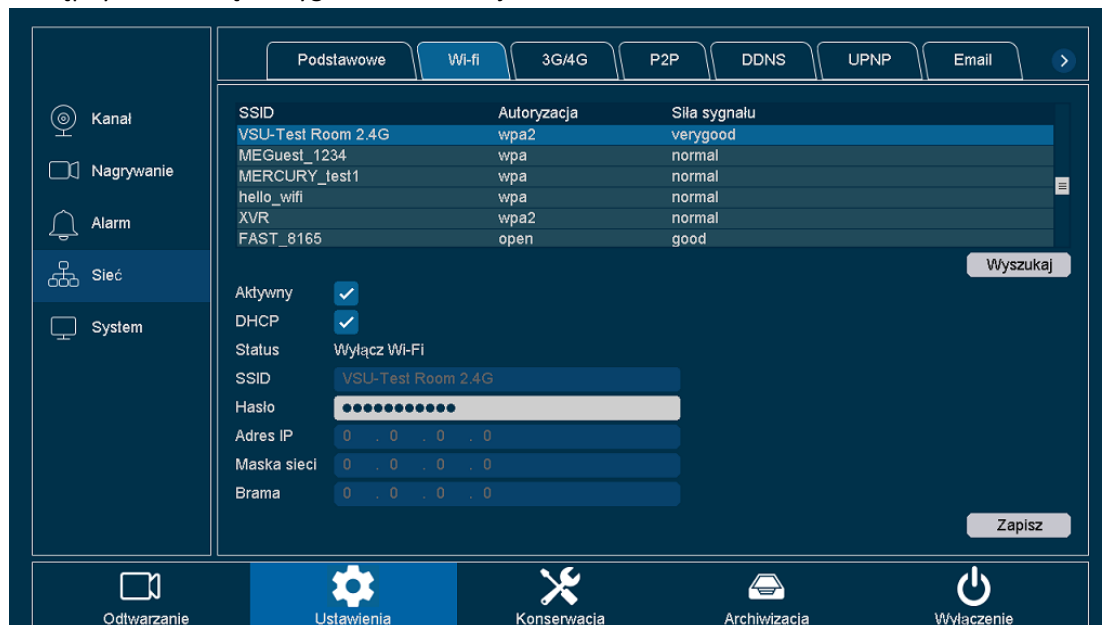 Podstawowe Wi-fi 3G/4G P2P DDNS UPNP Email
Kanał
Nagrywanie
Alarm
Sieć
System
SSID Autoryzacja Siła sygnału
VSU-Test Room 2.4G wpa2 verygood
MEGuest_1234 wpa normal
MERCURY_test1 wpa normal
hello_wifi wpa normal
XVR wpa2 normal
FAST_8165 open good
Wyszukaj
Aktywny
DHCP
Status Wyłącz Wi-Fi
SSID VSU-Test Room 2.4G
Hasło ●●●●●●●●●●●
Adres IP 0 . 0 . 0 . 0
Maska sieci 0 . 0 . 0 . 0
Brama 0 . 0 . 0 . 0
Zapisz
Odtwarzanie Ustawienia Konserwacja Archiwizacja Wyłączenie